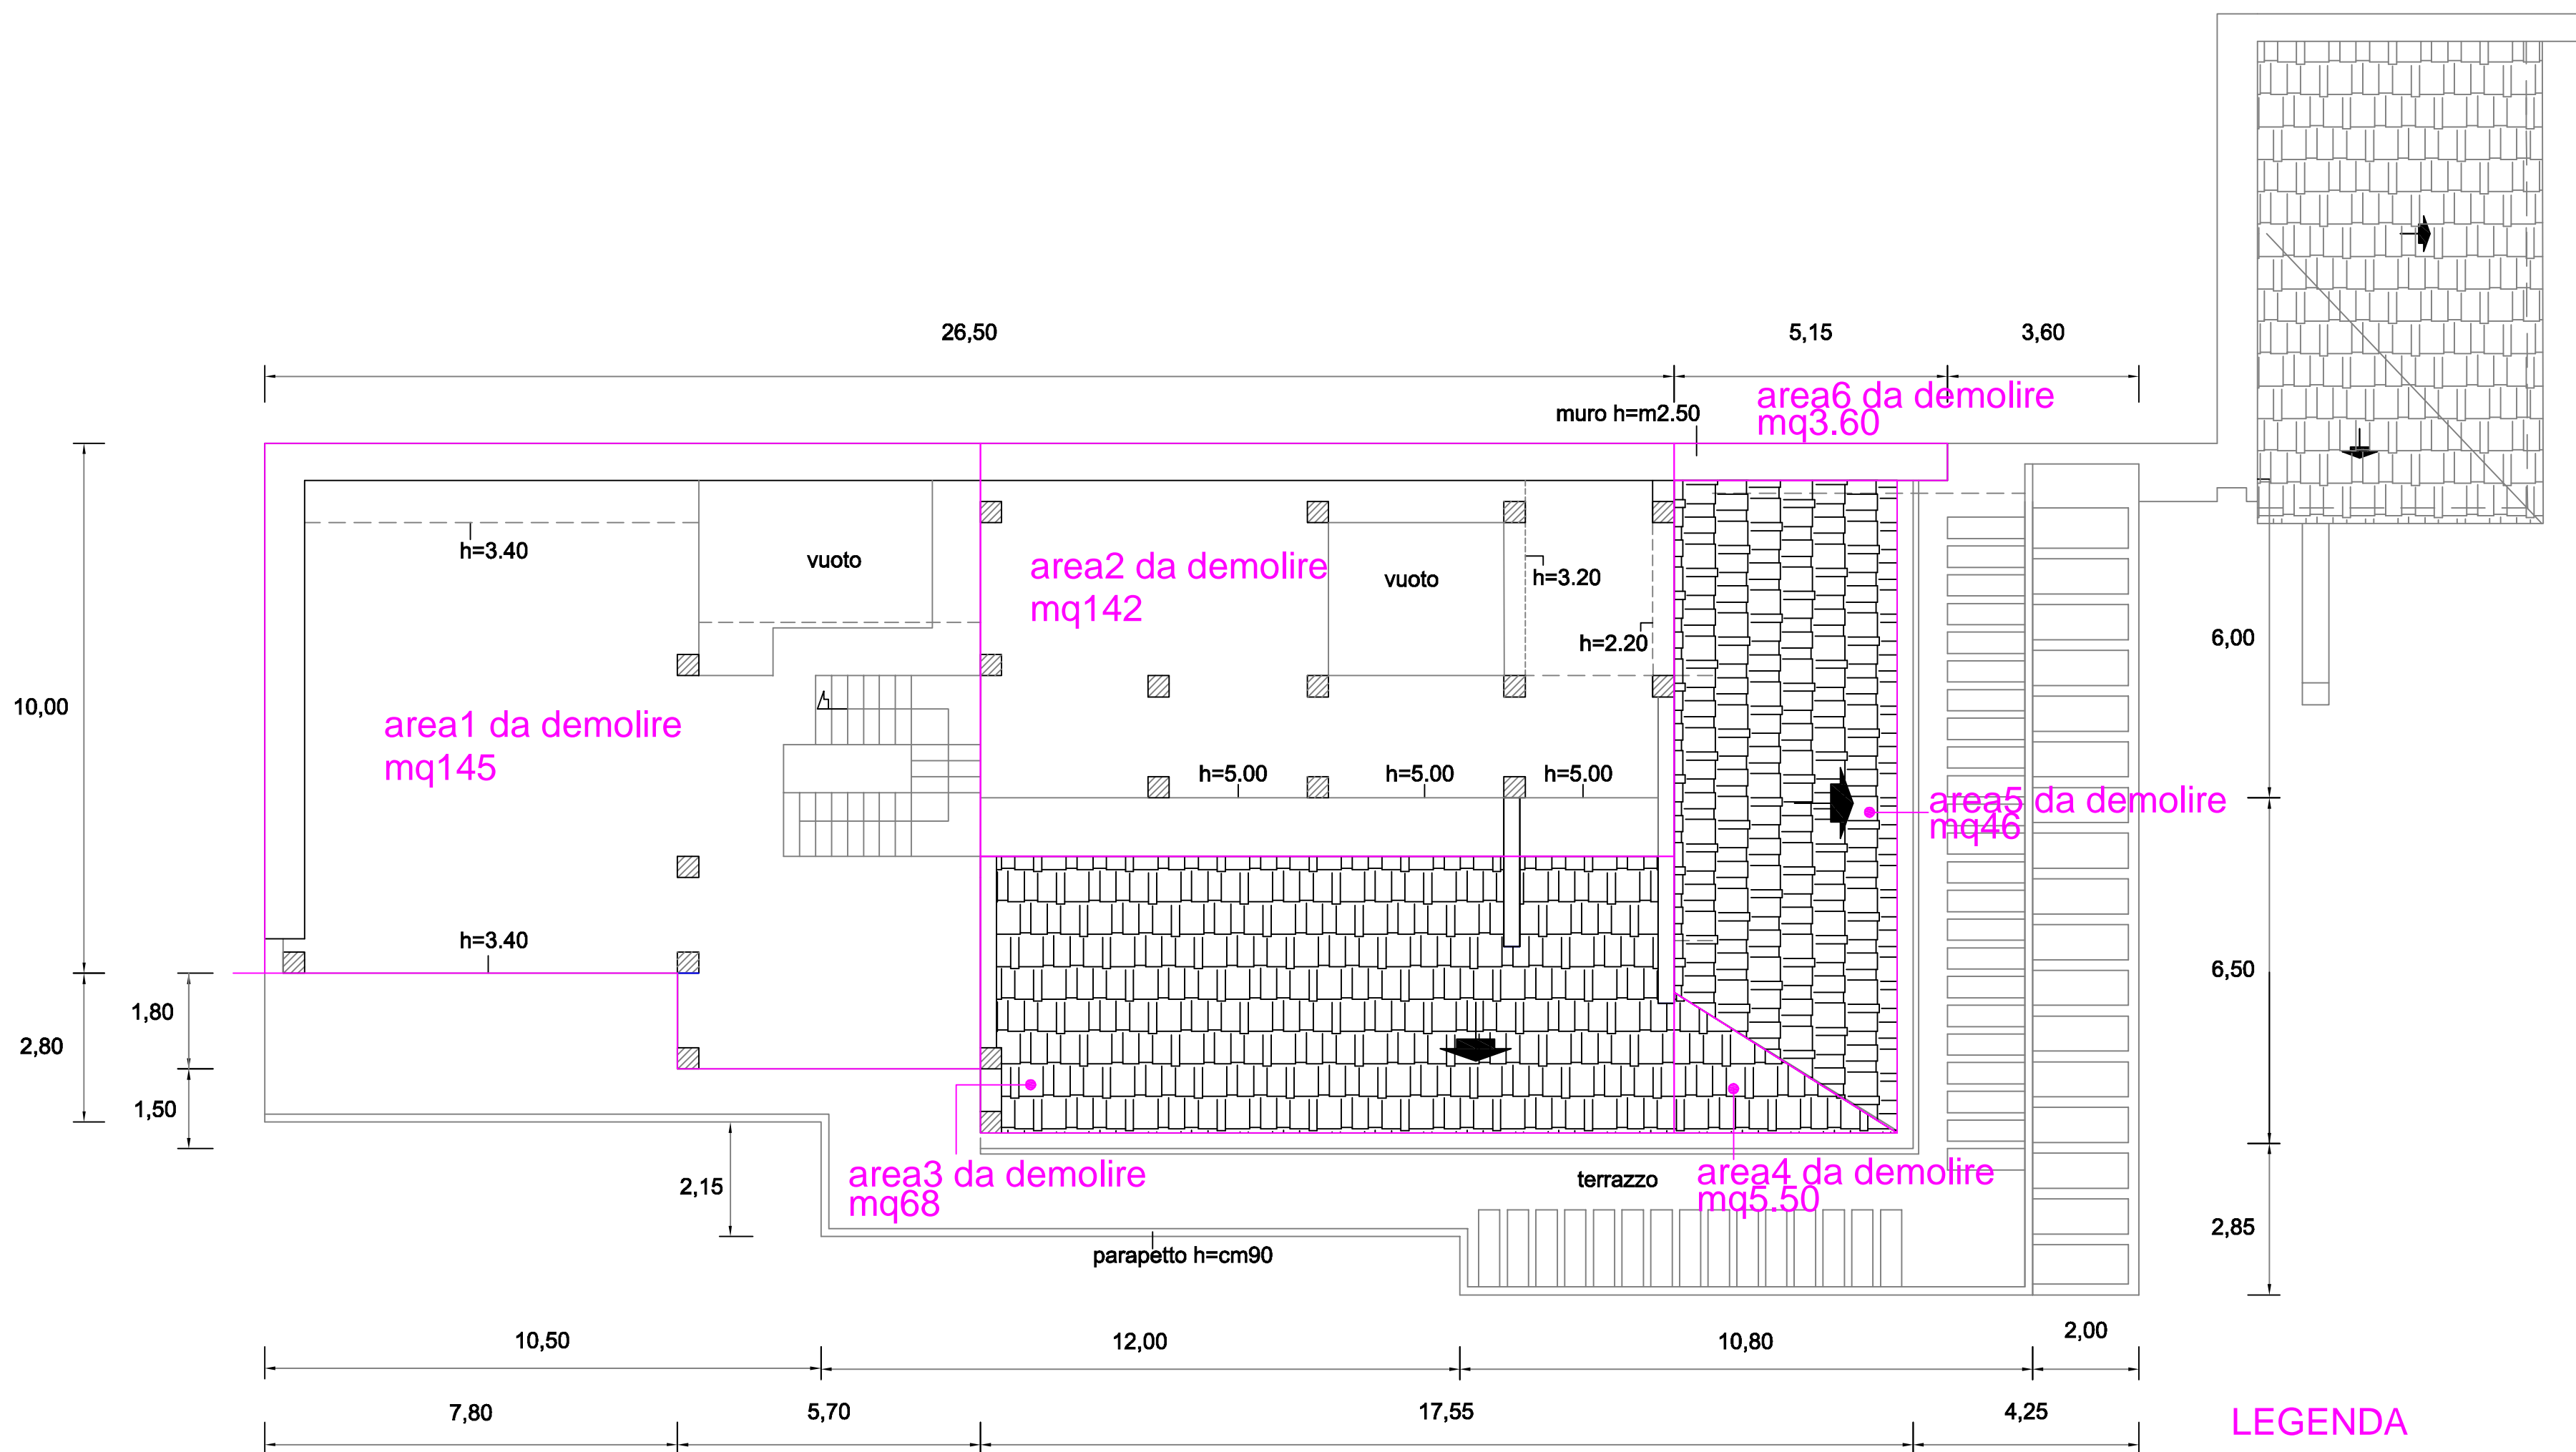 26,50
5,15
3,60
muro h=m2.50
area6 da demolire
mq3.60
h=3.40
vuoto
area2 da demolire
mq142
vuoto
h=3.20
h=2.20
6,00
10,00
area1 da demolire
mq145
h=5.00
h=5.00
h=5.00
area5 da demolire
mq46
h=3.40
6,50
1,80
2,80
1,50
area3 da demolire
mq68
2,15
terrazzo
area4 da demolire
mq5.50
2,85
parapetto h=cm90
10,50
12,00
10,80
2,00
7,80
5,70
17,55
4,25
LEGENDA